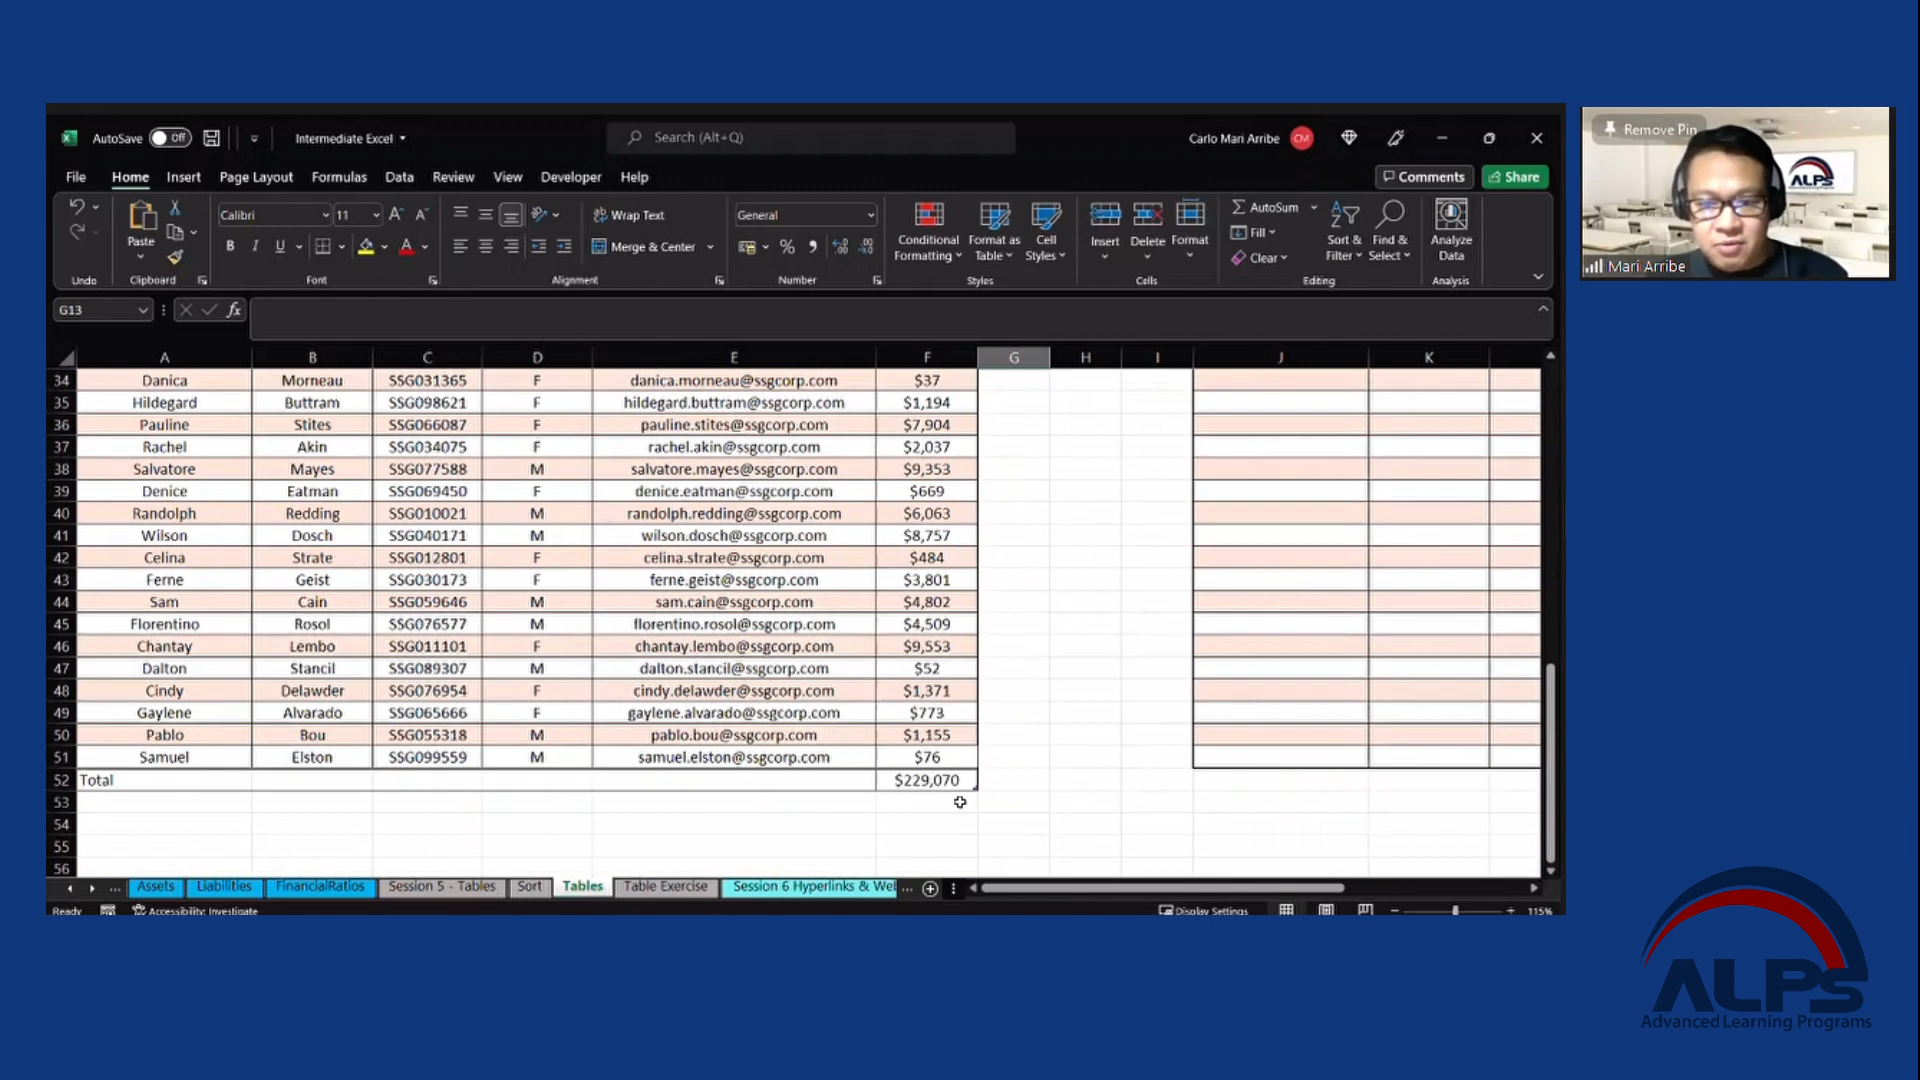 AutoSave Off Intermediate Excel Search (Alt+Q) Carlo Mari Arribe CM
File Home Insert Page Layout Formulas Data Review View Developer Help Comments Share
Paste Calibri 11 Wrap Text General Conditional Formatting Format as Table Cell Styles Insert Delete Format AutoSum Fill Clear Sort & Filter Find & Select Analyze Data
B I U Merge & Center % ,
Undo Clipboard Font Alignment Number Styles Cells Editing Analysis
G13 fx
A B C D E F G H I J K
34 Danica Morneau SSG031365 F danica.morneau@ssgcorp.com $37
35 Hildegard Buttram SSG098621 F hildegard.buttram@ssgcorp.com $1,194
36 Pauline Stites SSG066087 F pauline.stites@ssgcorp.com $7,904
37 Rachel Akin SSG034075 F rachel.akin@ssgcorp.com $2,037
38 Salvatore Mayes SSG077588 M salvatore.mayes@ssgcorp.com $9,353
39 Denice Eatman SSG069450 F denice.eatman@ssgcorp.com $669
40 Randolph Redding SSG010021 M randolph.redding@ssgcorp.com $6,063
41 Wilson Dosch SSG040171 M wilson.dosch@ssgcorp.com $8,757
42 Celina Strate SSG012801 F celina.strate@ssgcorp.com $484
43 Ferne Geist SSG030173 F ferne.geist@ssgcorp.com $3,801
44 Sam Cain SSG059646 M sam.cain@ssgcorp.com $4,802
45 Florentino Rosol SSG076577 M florentino.rosol@ssgcorp.com $4,509
46 Chantay Lembo SSG011101 F chantay.lembo@ssgcorp.com $9,553
47 Dalton Stancil SSG089307 M dalton.stancil@ssgcorp.com $52
48 Cindy Delawder SSG076954 F cindy.delawder@ssgcorp.com $1,371
49 Gaylene Alvarado SSG065666 F gaylene.alvarado@ssgcorp.com $773
50 Pablo Bou SSG055318 M pablo.bou@ssgcorp.com $1,155
51 Samuel Elston SSG099559 M samuel.elston@ssgcorp.com $76
52 Total $229,070
53
54
55
56
... Assets Liabilities FinancialRatios Session 5 - Tables Sort Tables Table Exercise Session 6 Hyperlinks & We ...
Ready Accessibility: Investigate Display Settings 115%
Remove Pin
ALPS
Mari Arribe
ALPS
Advanced Learning Programs